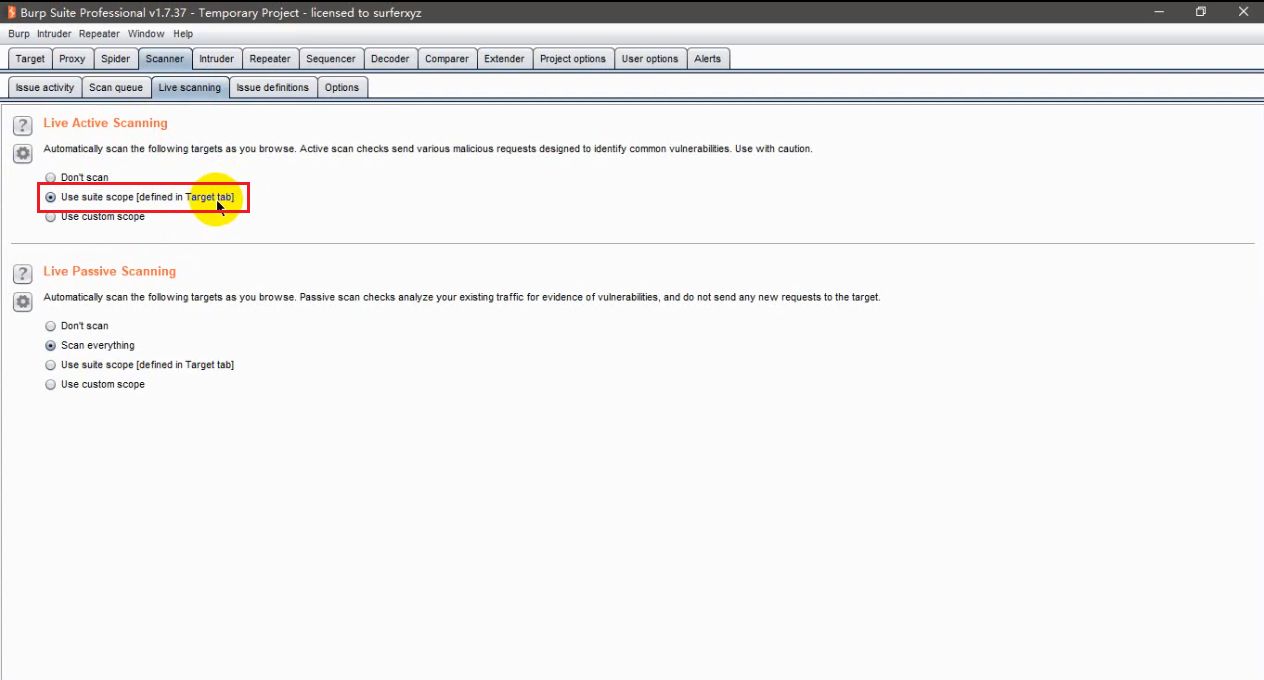 Burp Suite Professional v1.7.37 - Temporary Project - licensed to surferxyz
Burp Intruder Repeater Window Help
Target Proxy Spider Scanner Intruder Repeater Sequencer Decoder Comparer Extender Project options User options Alerts
Issue activity Scan queue Live scanning Issue definitions Options
? Live Active Scanning
Automatically scan the following targets as you browse. Active scan checks send various malicious requests designed to identify common vulnerabilities. Use with caution.
Don't scan
Use suite scope [defined in Target tab]
Use custom scope
? Live Passive Scanning
Automatically scan the following targets as you browse. Passive scan checks analyze your existing traffic for evidence of vulnerabilities, and do not send any new requests to the target.
Don't scan
Scan everything
Use suite scope [defined in Target tab]
Use custom scope